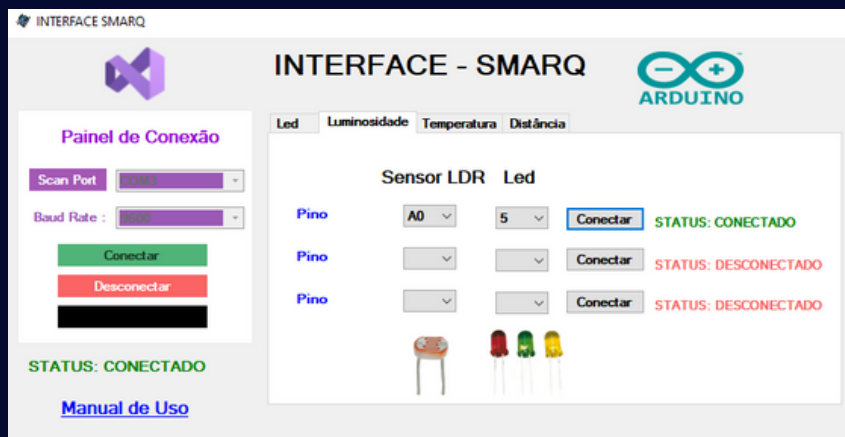 INTERFACE SMARQ
INTERFACE - SMARQ
ARDUINO
Painel de Conexão
Scan Port COM3
Baud Rate : 9600
Conectar
Desconectar
STATUS: CONECTADO
Manual de Uso
Led Luminosidade Temperatura Distância
Sensor LDR Led
Pino A0 5 Conectar STATUS: CONECTADO
Pino Conectar STATUS: DESCONECTADO
Pino Conectar STATUS: DESCONECTADO